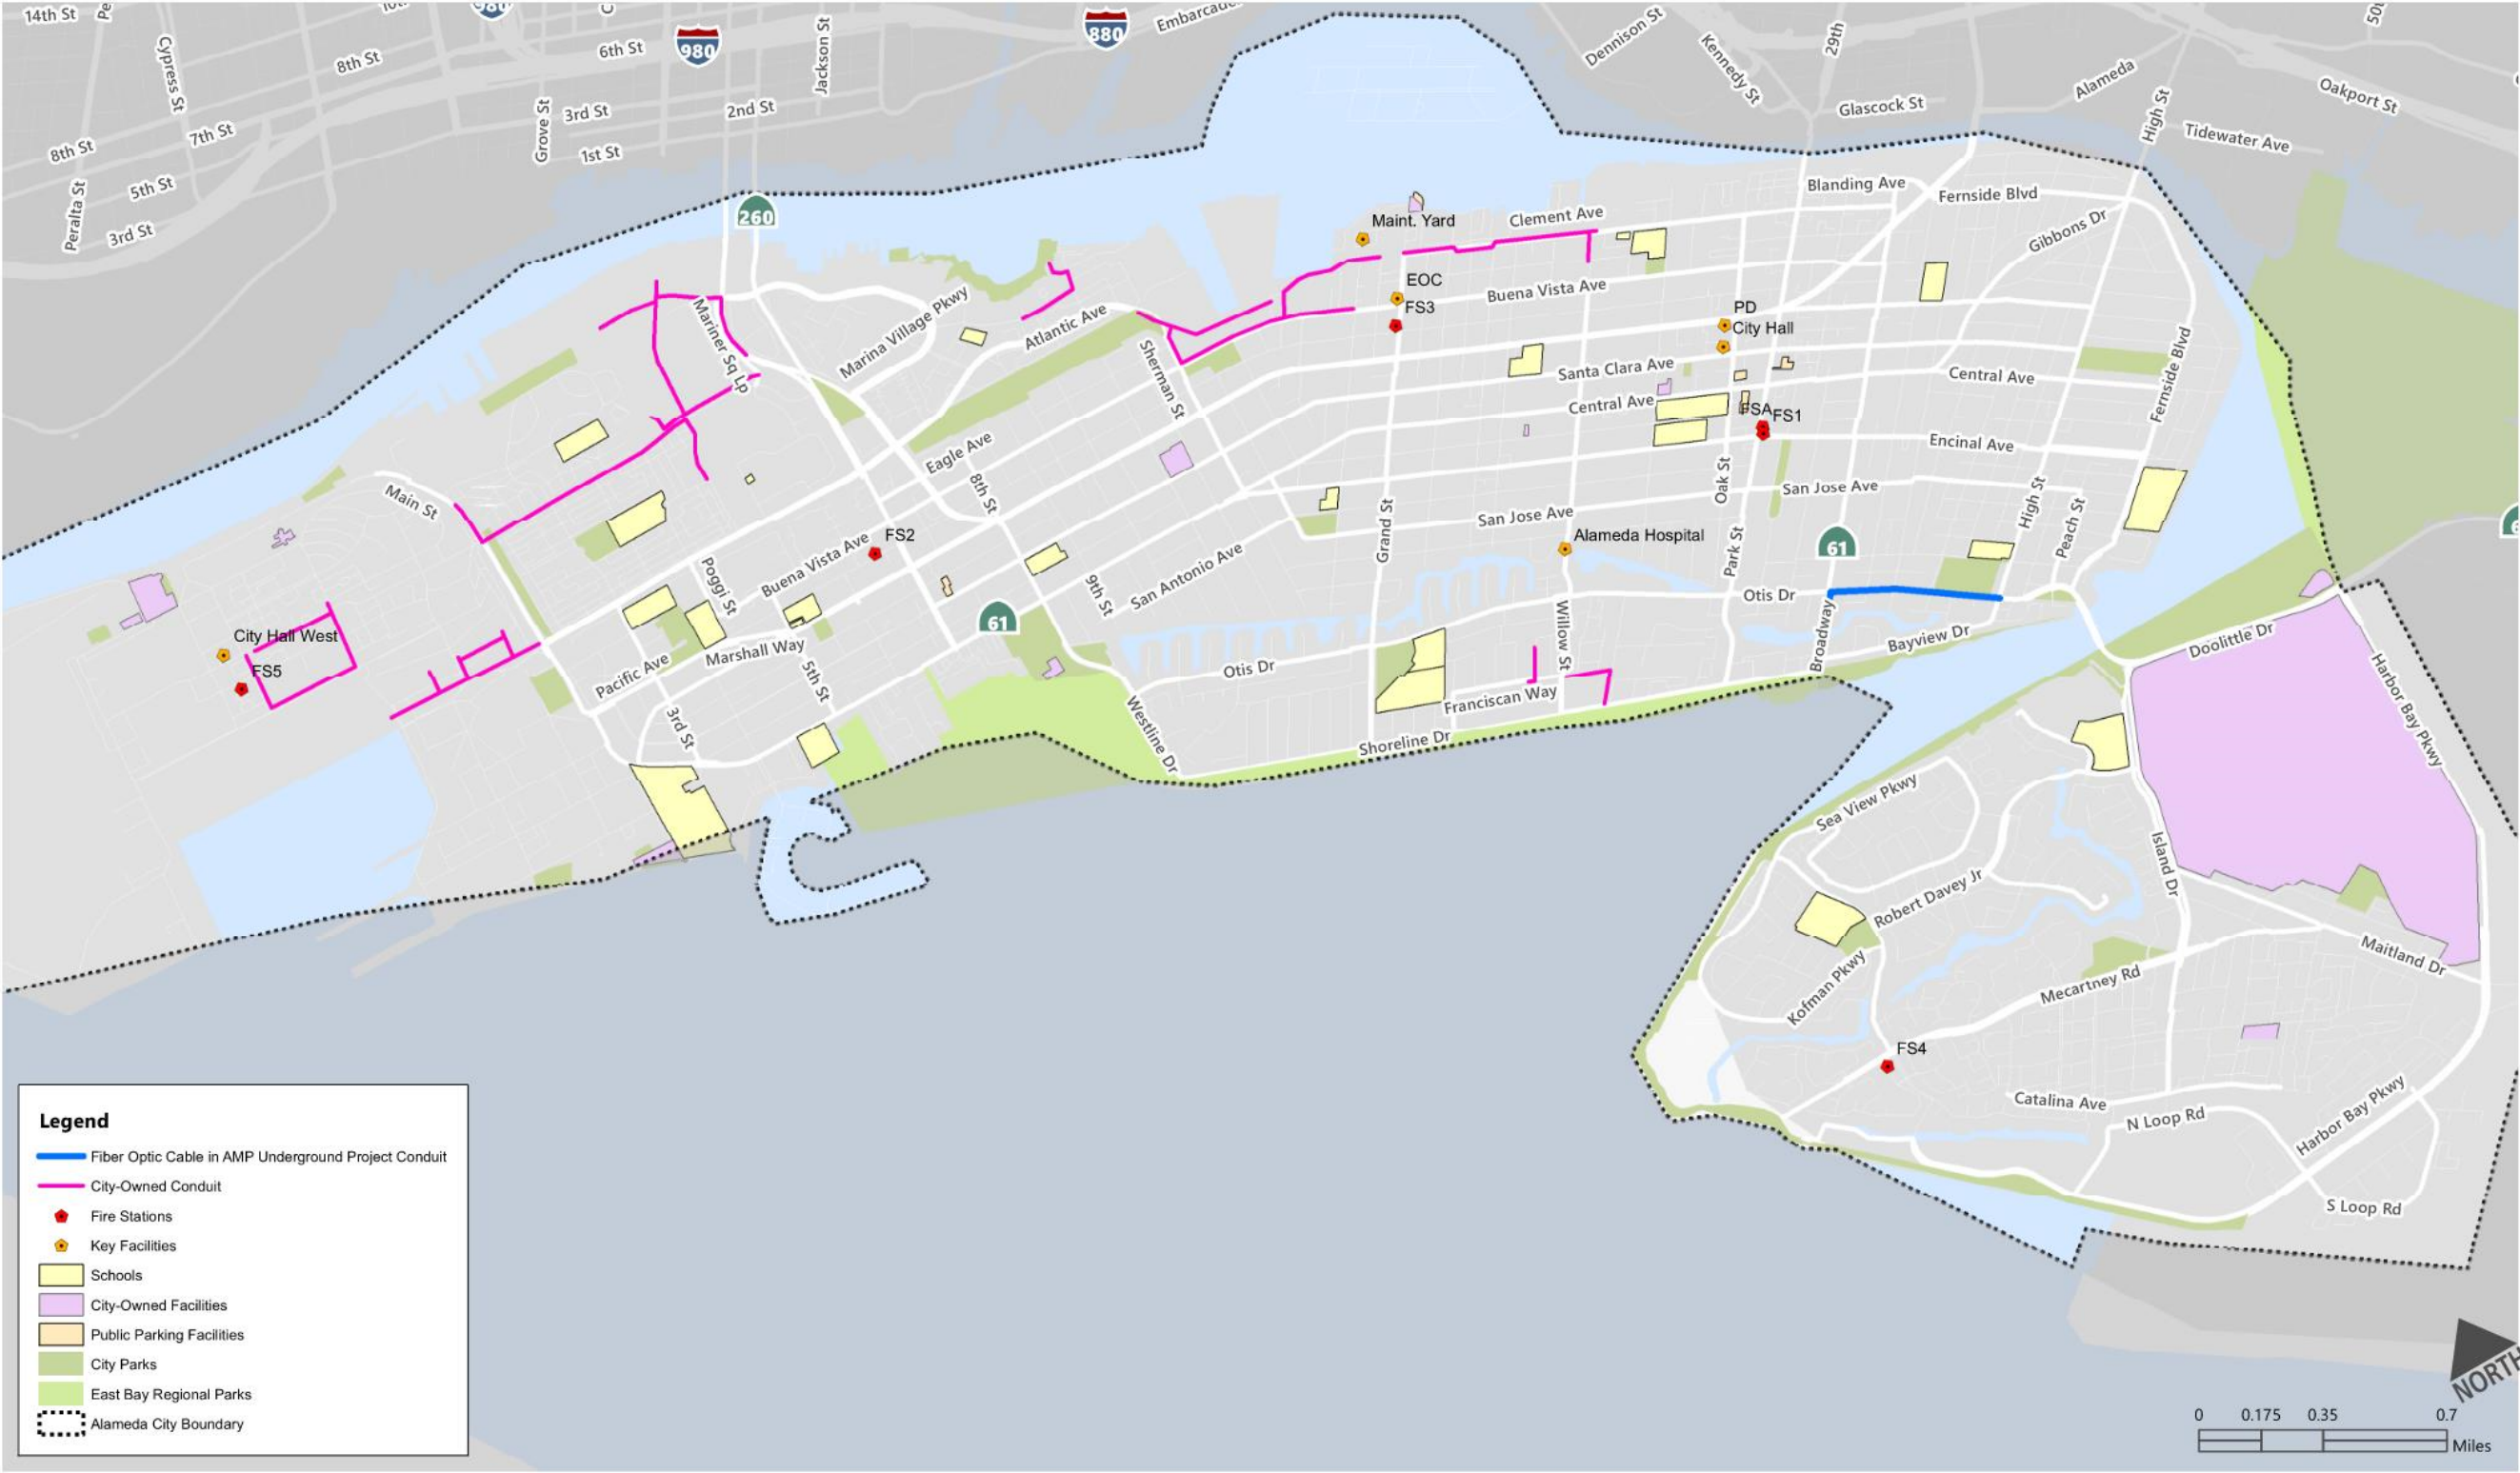 14th St
Cypress St
8th St
6th St
980
Jackson St
880
Dennison St
Kennedy St
29th
Alameda
High St
Oakport St
Glascock St
Tidewater Ave
8th St
7th St
Grove St
3rd St
2nd St
1st St
5th St
Peralta St
3rd St
260
Blanding Ave
Fernside Blvd
Gibbons Dr
Maint. Yard
Clement Ave
EOC
FS3
Buena Vista Ave
PD
City Hall
Mariner Sq Lp
Marina Village Pkwy
Atlantic Ave
Sherman St
Santa Clara Ave
Central Ave
Central Ave
Fernside Blvd
FSA
FS1
Encinal Ave
Eagle Ave
8th St
Main St
Grand St
Oak St
San Jose Ave
San Jose Ave
High St
Peach St
FS2
Buena Vista Ave
Poggi St
9th St
San Antonio Ave
Alameda Hospital
Park St
61
61
Otis Dr
Broadway
Bayview Dr
Doolittle Dr
Harbor Bay Pkwy
City Hall West
FS5
Pacific Ave
Marshall Way
5th St
3rd St
Otis Dr
Willow St
Franciscan Way
Westline Dr
Shoreline Dr
Sea View Pkwy
Island Dr
Robert Davey Jr
Kofman Pkwy
Mecartney Rd
Maitland Dr
FS4
Catalina Ave
N Loop Rd
Harbor Bay Pkwy
S Loop Rd
Legend
Fiber Optic Cable in AMP Underground Project Conduit
City-Owned Conduit
Fire Stations
Key Facilities
Schools
City-Owned Facilities
Public Parking Facilities
City Parks
East Bay Regional Parks
Alameda City Boundary
NORTH
0 0.175 0.35 0.7
Miles